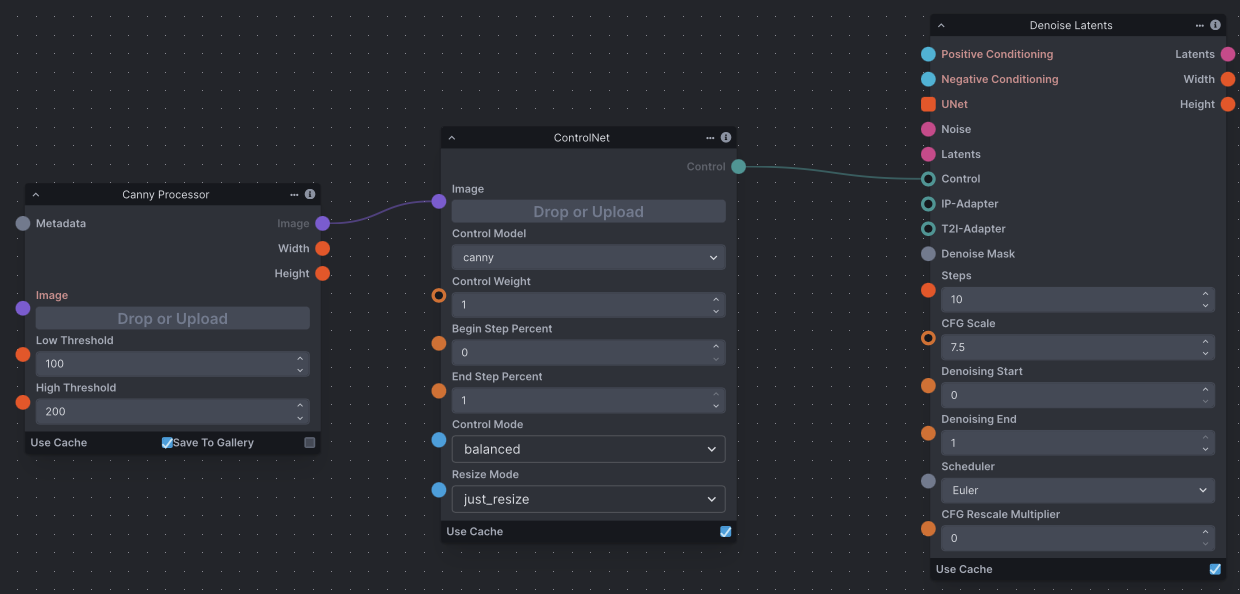 Canny Processor
Metadata
Image
Width
Height
Image
Drop or Upload
Low Threshold
100
High Threshold
200
Use Cache
Save To Gallery
ControlNet
Control
Image
Drop or Upload
Control Model
canny
Control Weight
1
Begin Step Percent
0
End Step Percent
1
Control Mode
balanced
Resize Mode
just_resize
Use Cache
Denoise Latents
Positive Conditioning
Latents
Negative Conditioning
Width
UNet
Height
Noise
Latents
Control
IP-Adapter
T2I-Adapter
Denoise Mask
Steps
10
CFG Scale
7.5
Denoising Start
0
Denoising End
1
Scheduler
Euler
CFG Rescale Multiplier
0
Use Cache